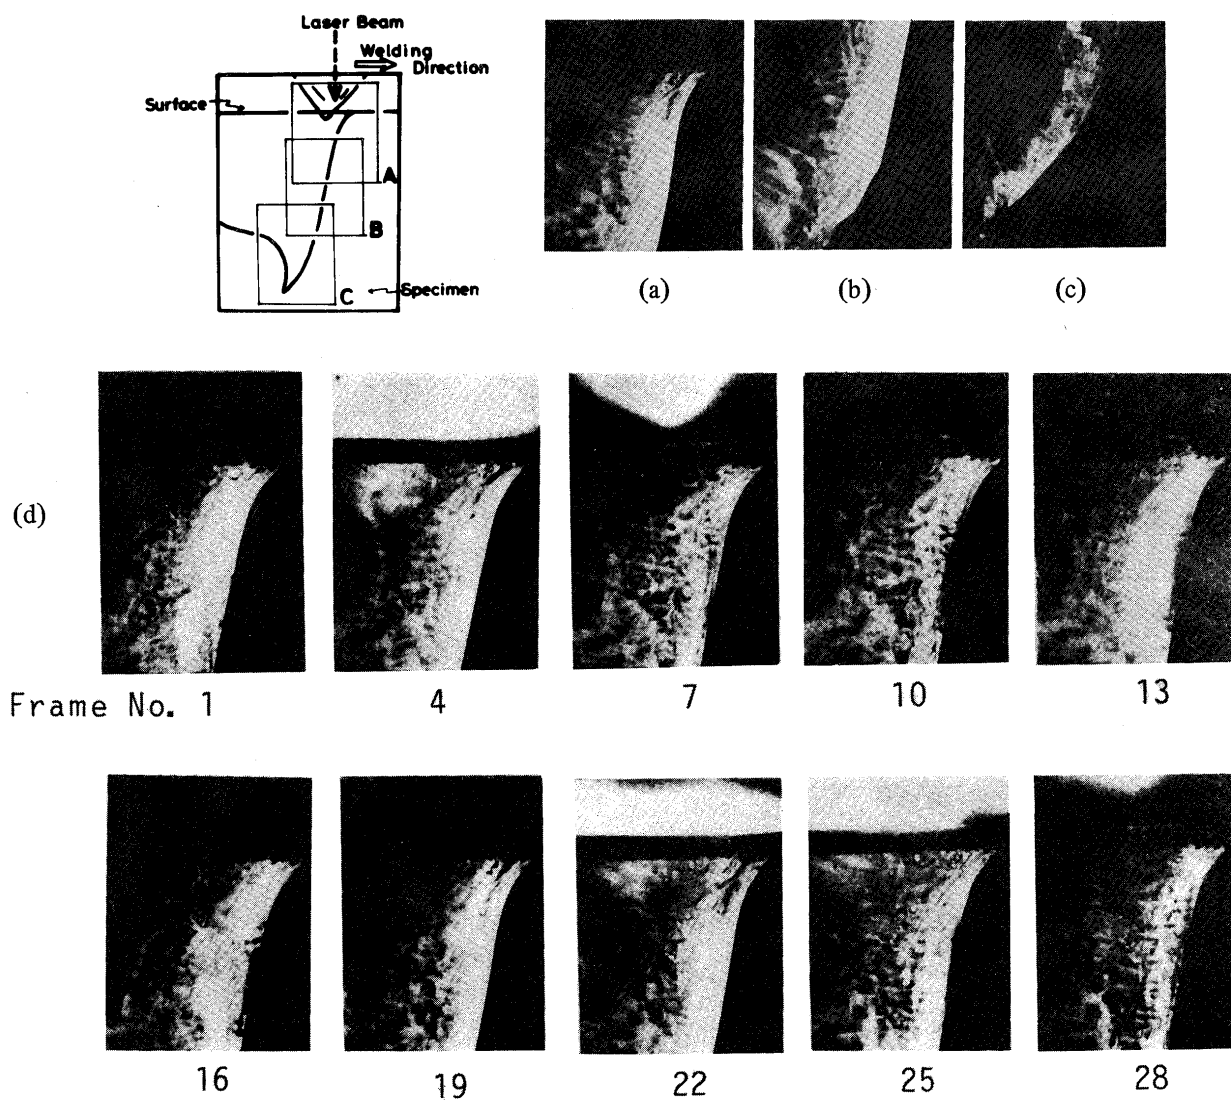 Laser Beam
Welding
Direction
Surface
A
B
C
Specimen
(a) (b) (c)
(d)
Frame No. 1 4 7 10 13
16 19 22 25 28